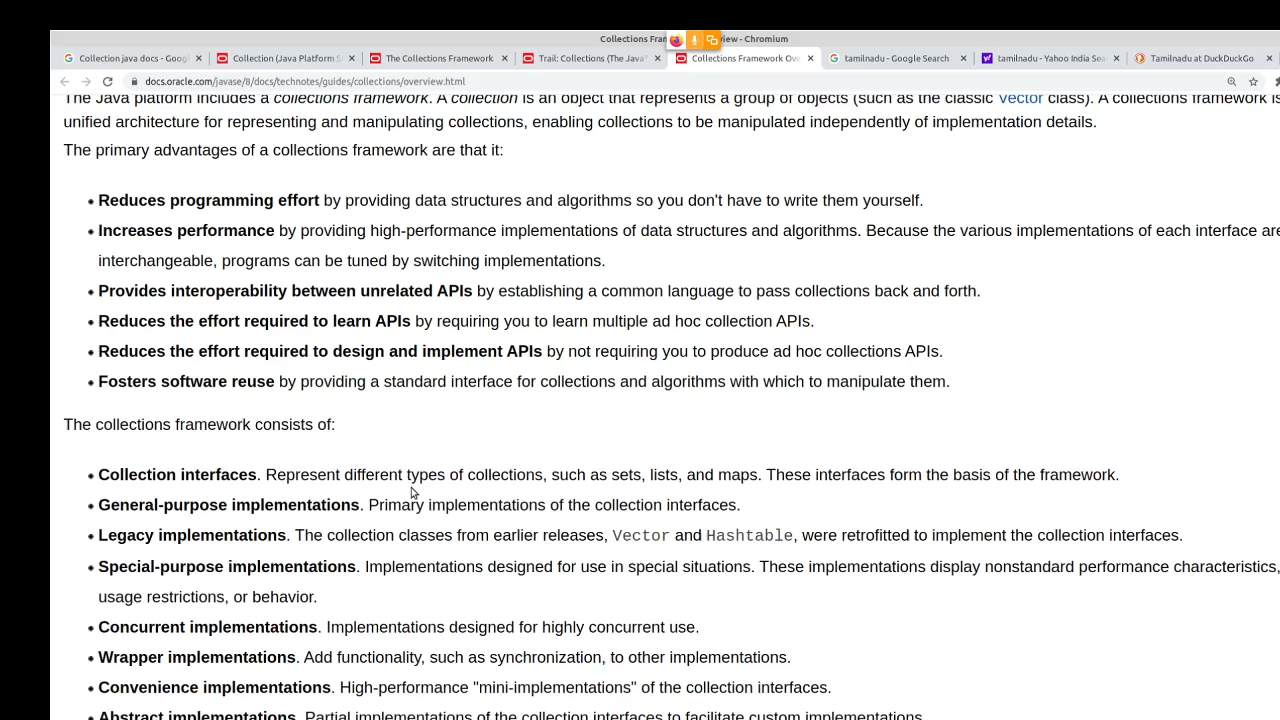 Collections Fran view - Chromium
Collection java docs - Goog
Collection (Java Platform S
The Collections Framework
Trail: Collections (The Java
Collections Framework Ove
tamilnadu - Google Search
tamilnadu - Yahoo India Sea
Tamilnadu at DuckDuckGo
docs.oracle.com/javase/8/docs/technotes/guides/collections/overview.html
The Java platform includes a collections framework. A collection is an object that represents a group of objects (such as the classic Vector class). A collections framework is
unified architecture for representing and manipulating collections, enabling collections to be manipulated independently of implementation details.
The primary advantages of a collections framework are that it:
• Reduces programming effort by providing data structures and algorithms so you don't have to write them yourself.
• Increases performance by providing high-performance implementations of data structures and algorithms. Because the various implementations of each interface are
interchangeable, programs can be tuned by switching implementations.
• Provides interoperability between unrelated APIs by establishing a common language to pass collections back and forth.
• Reduces the effort required to learn APIs by requiring you to learn multiple ad hoc collection APIs.
• Reduces the effort required to design and implement APIs by not requiring you to produce ad hoc collections APIs.
• Fosters software reuse by providing a standard interface for collections and algorithms with which to manipulate them.
The collections framework consists of:
• Collection interfaces. Represent different types of collections, such as sets, lists, and maps. These interfaces form the basis of the framework.
• General-purpose implementations. Primary implementations of the collection interfaces.
• Legacy implementations. The collection classes from earlier releases, Vector and Hashtable, were retrofitted to implement the collection interfaces.
• Special-purpose implementations. Implementations designed for use in special situations. These implementations display nonstandard performance characteristics,
usage restrictions, or behavior.
• Concurrent implementations. Implementations designed for highly concurrent use.
• Wrapper implementations. Add functionality, such as synchronization, to other implementations.
• Convenience implementations. High-performance "mini-implementations" of the collection interfaces.
• Abstract implementations. Partial implementations of the collection interfaces to facilitate custom implementations.